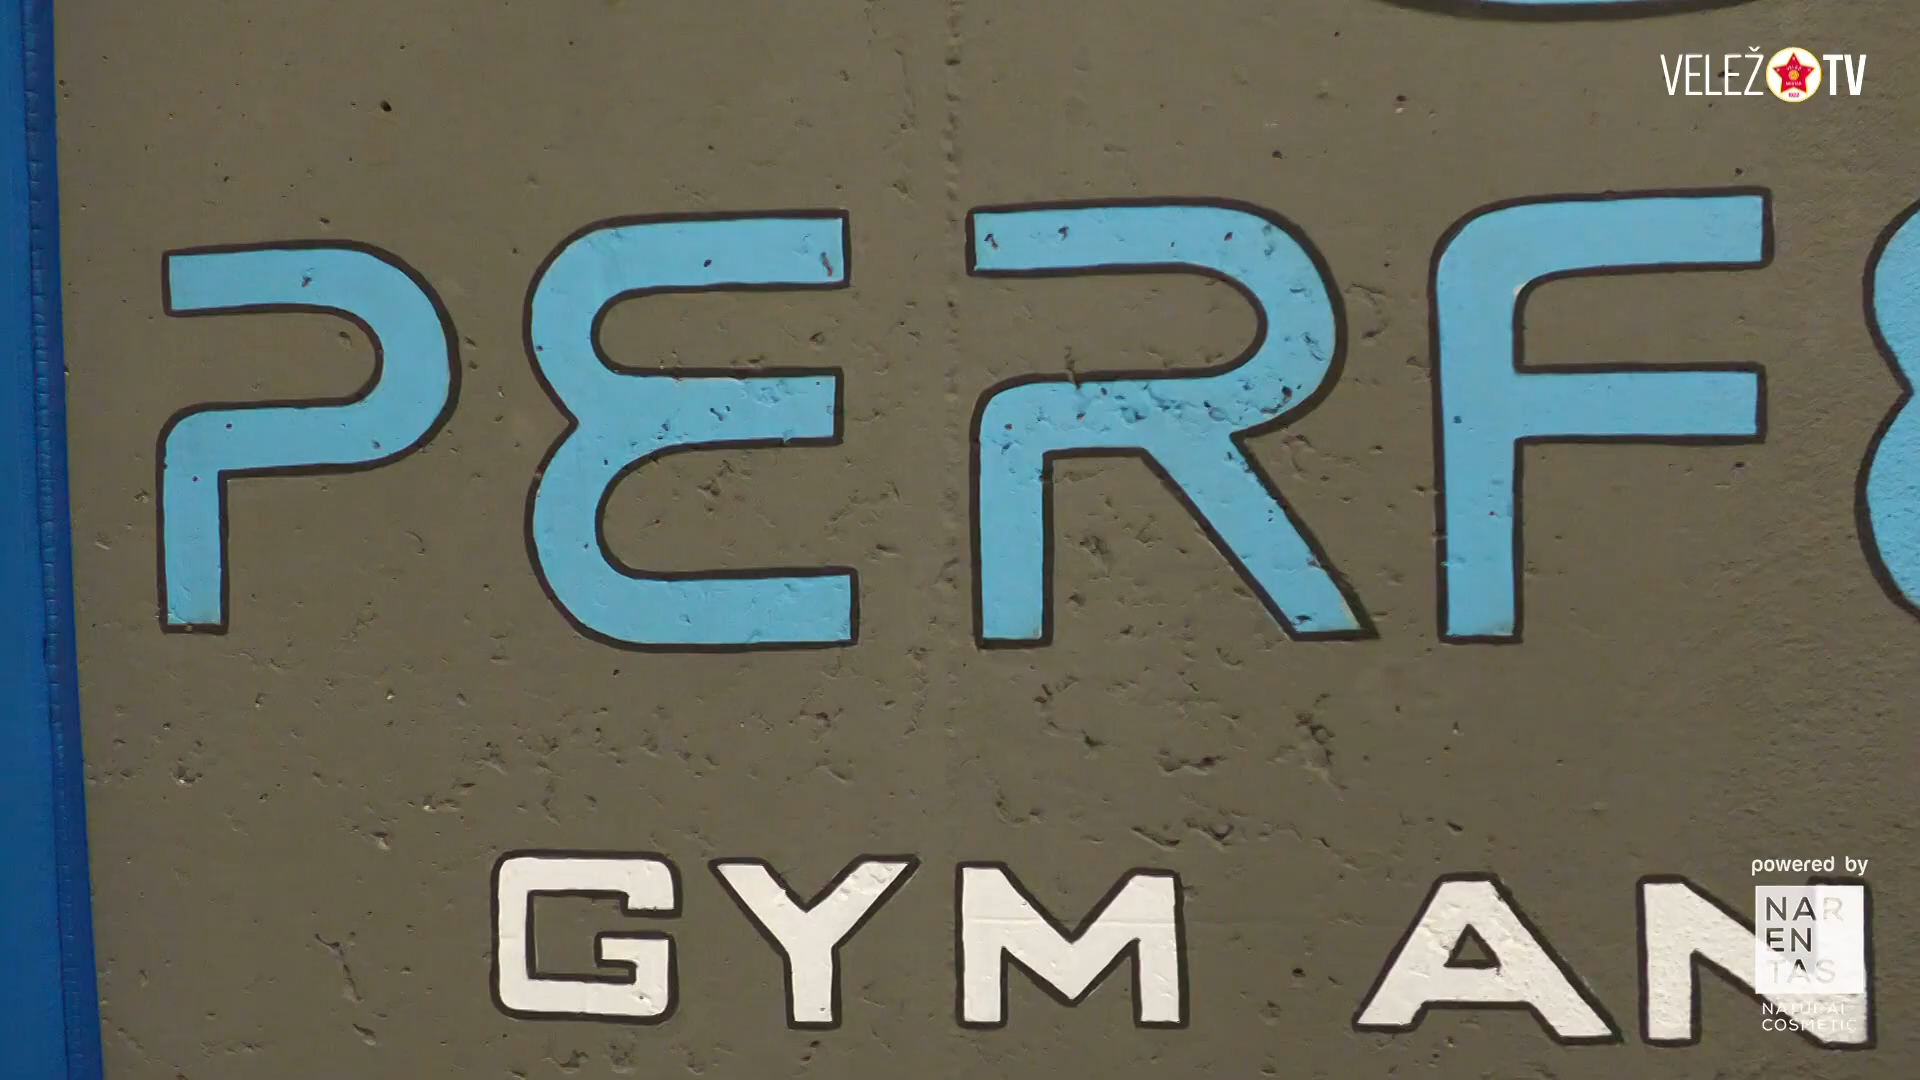 VELEŽ TV
PERF
GYM AN
powered by
NAR
EN
TAS
NATURAL
COSMETIC